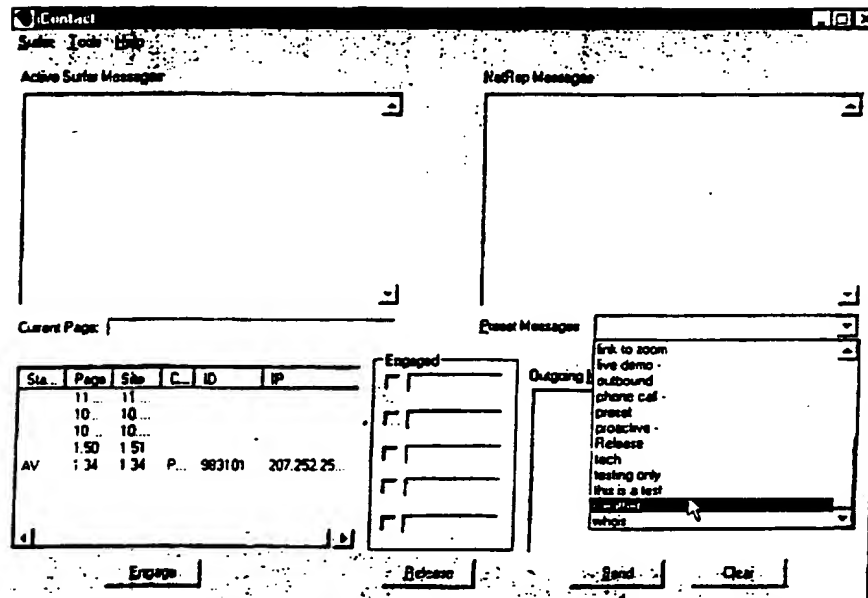 iContact
Surfer Tools Help
Active Surfer Messages
NetRep Messages
Current Page:
Preset Messages
link to zoom
live demo -
outbound
phone call -
preset
proactive -
Release
tech
testing only
this is a test
whois
Engaged
Outgoing
Sta... Page Site C... ID IP
11 ... 11 ...
10 ... 10 ...
10 ... 10 ...
1:50 1:51
AV 1:34 1:34 P... 983101 207.252.25...
Engage Release Send Clear